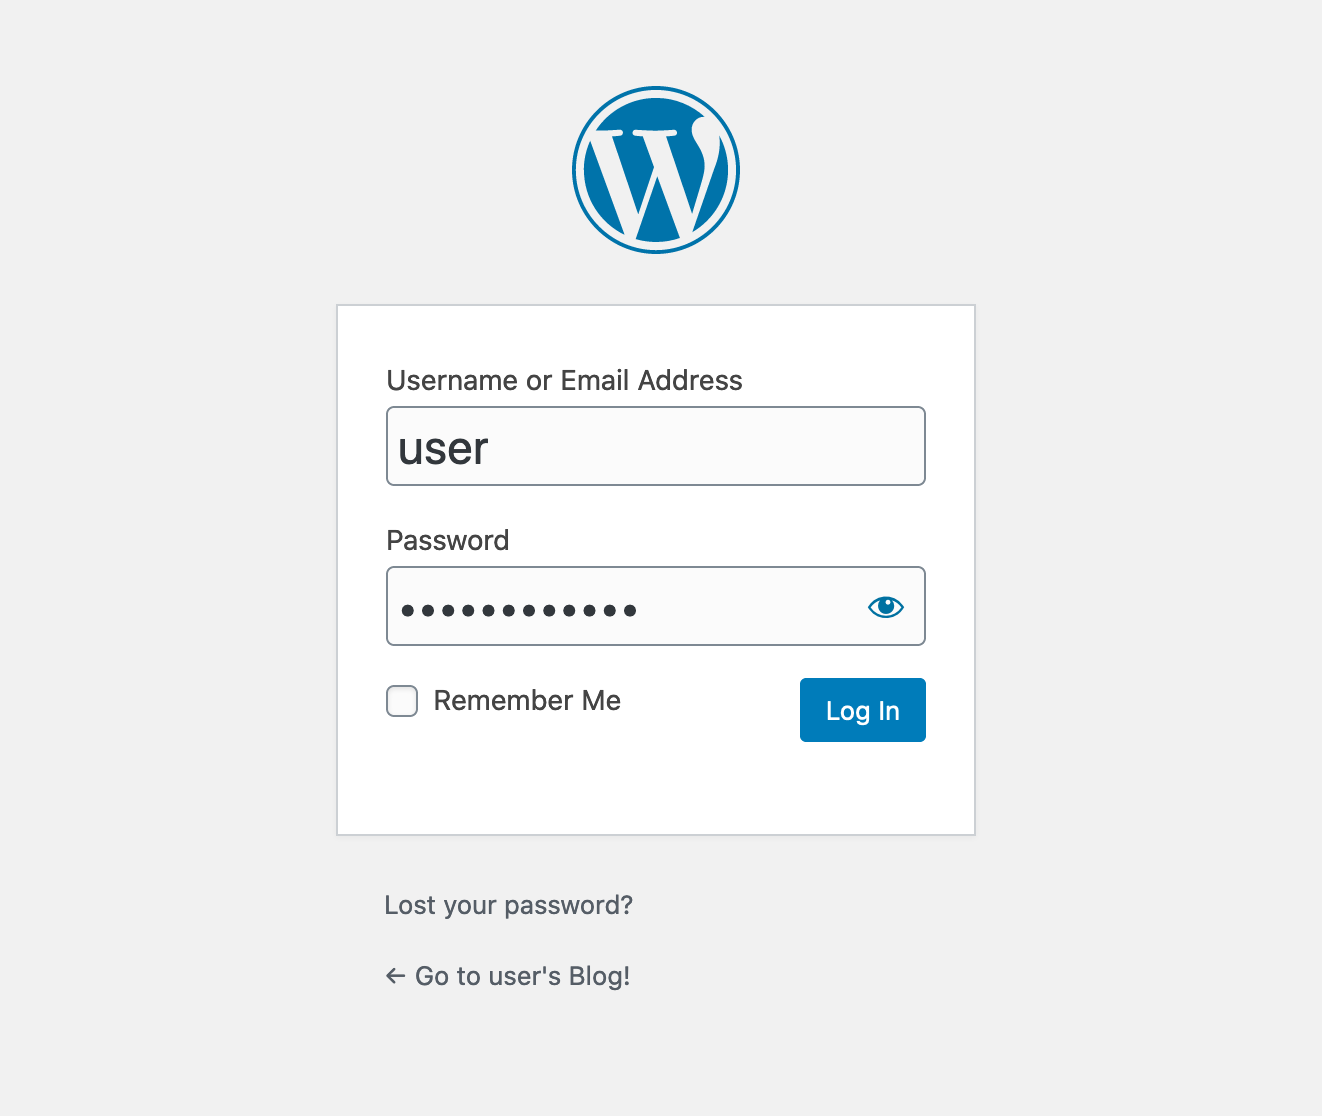 Username or Email Address
user
Password
••••••••••••
Remember Me
Log In
Lost your password?
← Go to user's Blog!